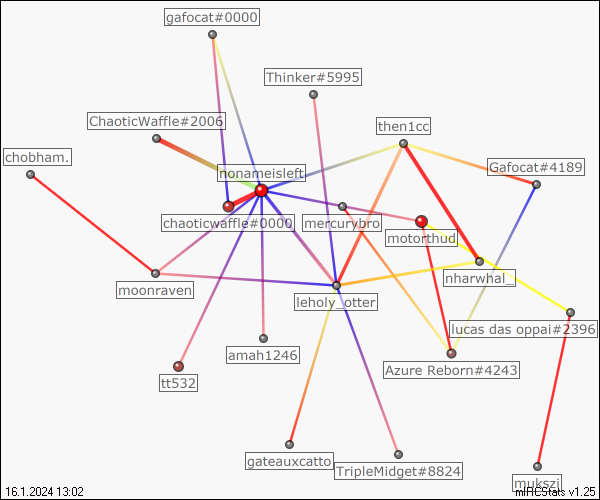 gafocat#0000
Thinker#5995
ChaoticWaffle#2006
then1cc
chobham.
nonameisleft
Gafocat#4189
chaoticwaffle#0000
mercurybro
motorthud
nharwhal_
moonraven
leholy_otter
lucas das oppai#2396
amah1246
Azure Reborn#4243
tt532
gateauxcatto
TripleMidget#8824
mukszi
16.1.2024 13:02
mIRCStats v1.25